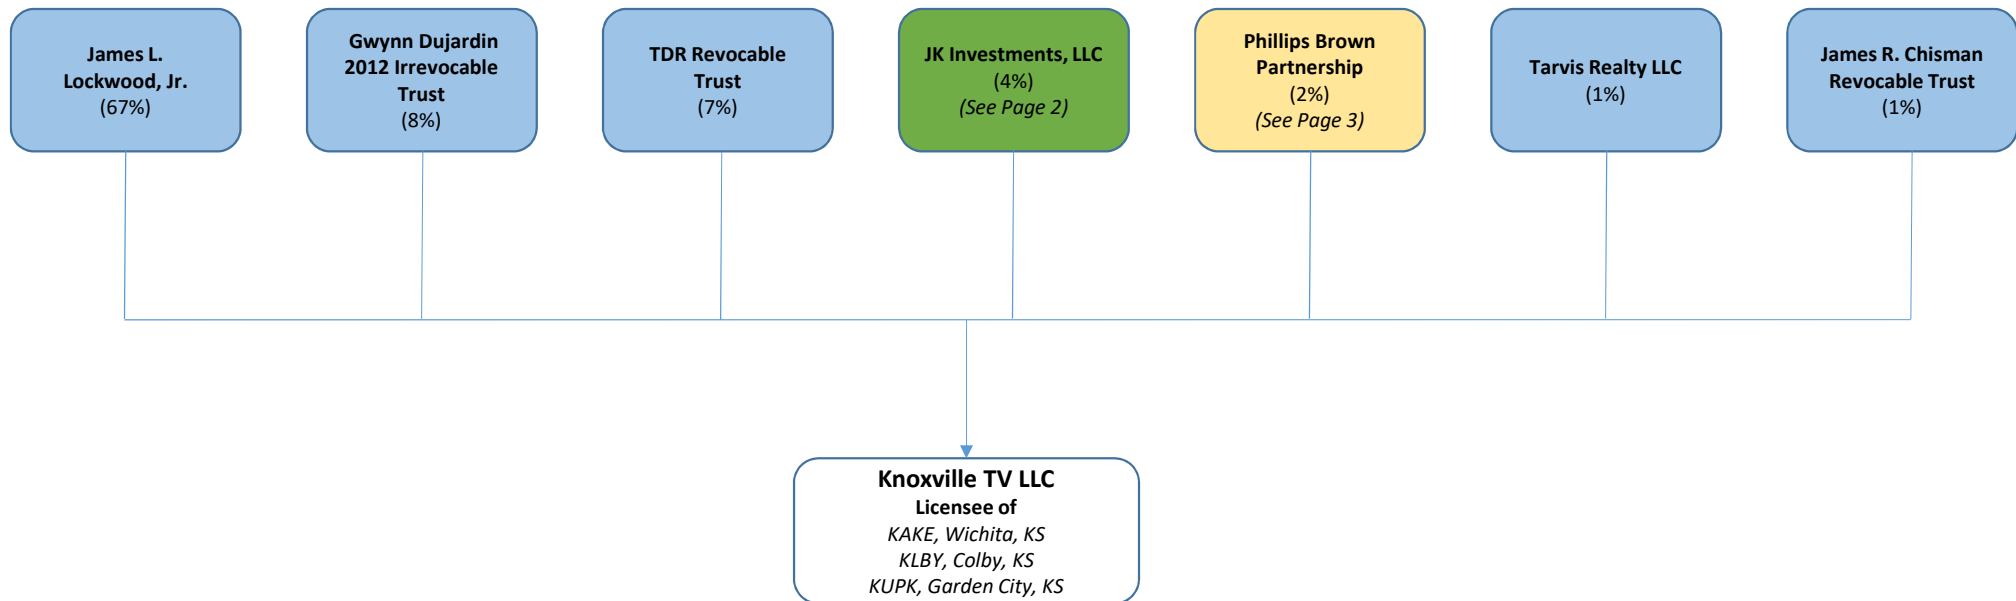 James L.
Lockwood, Jr.
(67%)
Gwynn Dujardin
2012 Irrevocable
Trust
(8%)
TDR Revocable
Trust
(7%)
JK Investments, LLC
(4%)
(See Page 2)
Phillips Brown
Partnership
(2%)
(See Page 3)
Tarvis Realty LLC
(1%)
James R. Chisman
Revocable Trust
(1%)
Knoxville TV LLC
Licensee of
KAKE, Wichita, KS
KLBY, Colby, KS
KUPK, Garden City, KS